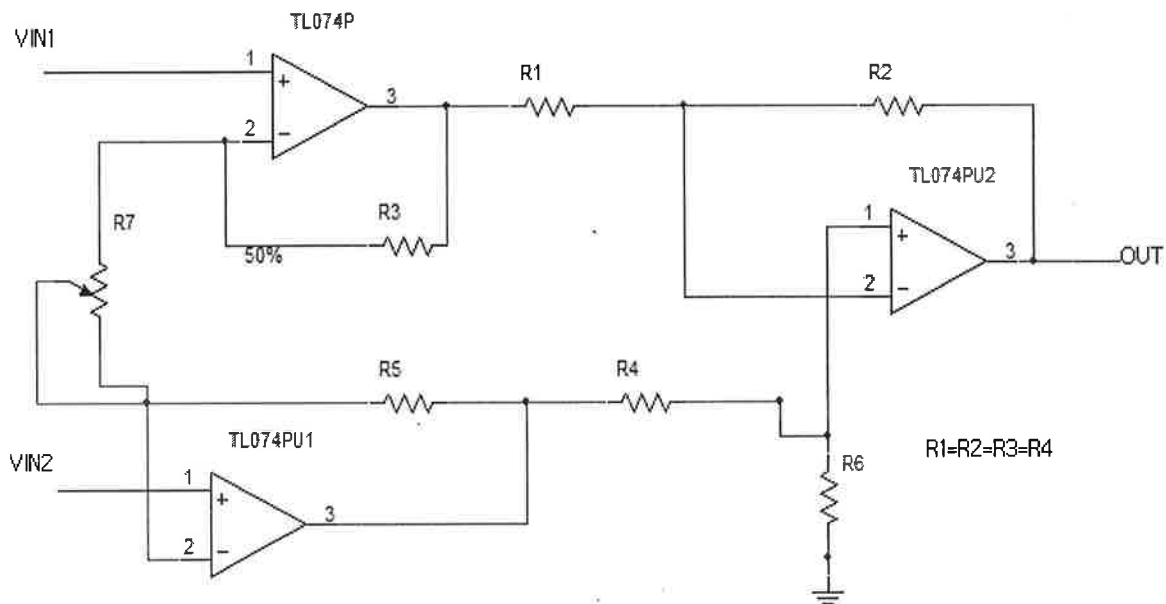 TL074P
VIN1
1
+
3
2
−
R1
R2
TL074PU2
R3
R7
50%
1
+
3
OUT
2
−
R5
R4
TL074PU1
R1=R2=R3=R4
VIN2
R6
1
+
3
2
−